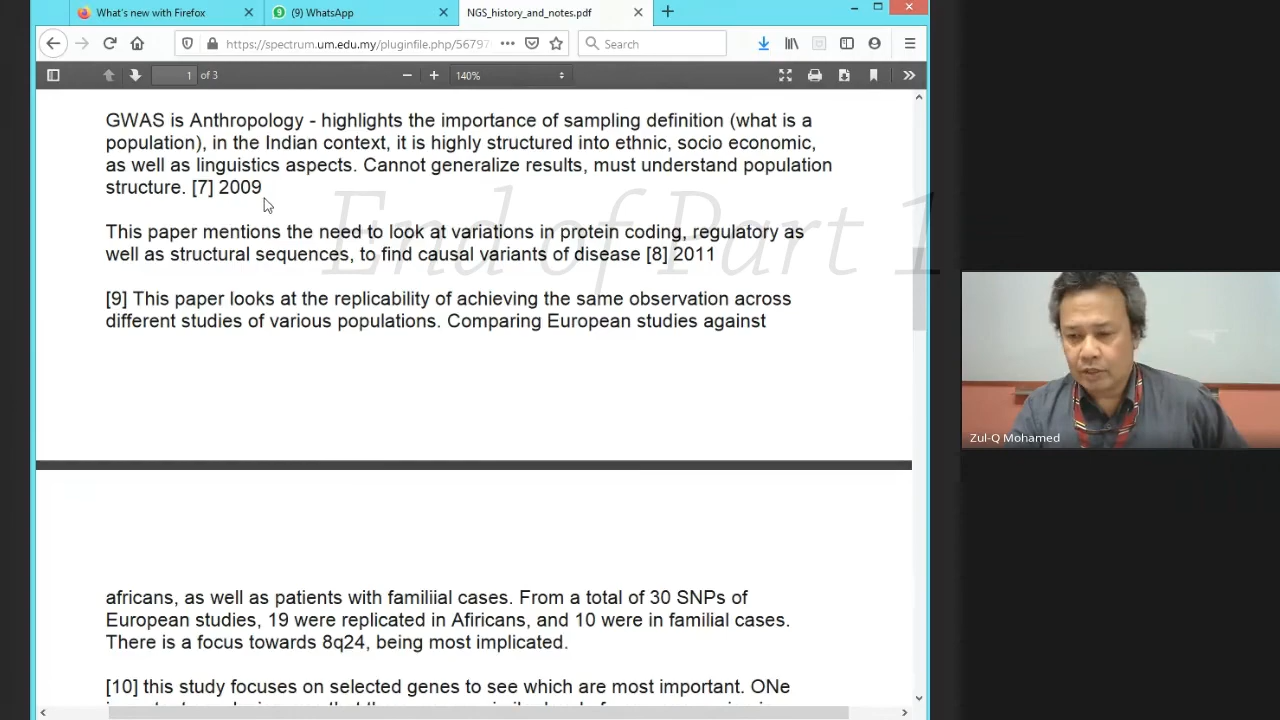 What's new with Firefox
(9) WhatsApp
NGS_history_and_notes.pdf
https://spectrum.um.edu.my/pluginfile.php/56797
Search
1 of 3
140%
GWAS is Anthropology - highlights the importance of sampling definition (what is a
population), in the Indian context, it is highly structured into ethnic, socio economic,
as well as linguistics aspects. Cannot generalize results, must understand population
structure. [7] 2009
End of Part 1
This paper mentions the need to look at variations in protein coding, regulatory as
well as structural sequences, to find causal variants of disease [8] 2011
[9] This paper looks at the replicability of achieving the same observation across
different studies of various populations. Comparing European studies against
africans, as well as patients with familiial cases. From a total of 30 SNPs of
European studies, 19 were replicated in Afiricans, and 10 were in familial cases.
There is a focus towards 8q24, being most implicated.
[10] this study focuses on selected genes to see which are most important. ONe
Zul-Q Mohamed